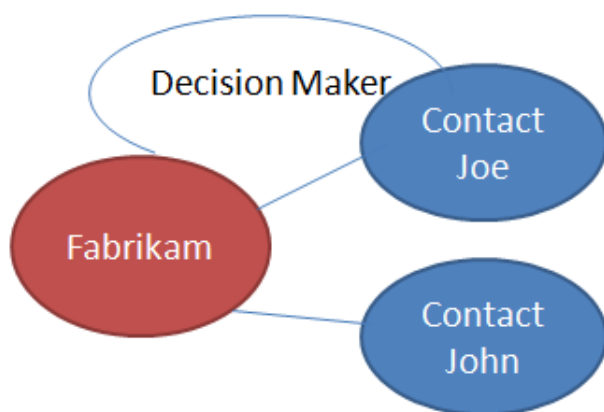 Decision Maker
Contact
Joe
Fabrikam
Contact
John